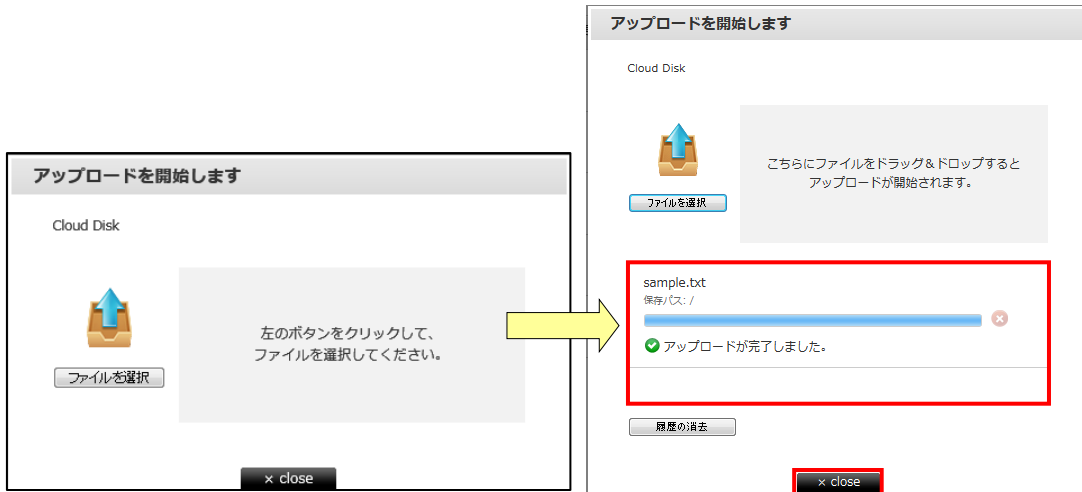 アップロードを開始します
Cloud Disk
左のボタンをクリックして、
ファイルを選択してください。
ファイルを選択
× close
アップロードを開始します
Cloud Disk
こちらにファイルをドラッグ＆ドロップすると
アップロードが開始されます。
ファイルを選択
sample.txt
保存パス: /
アップロードが完了しました。
履歴の消去
× close